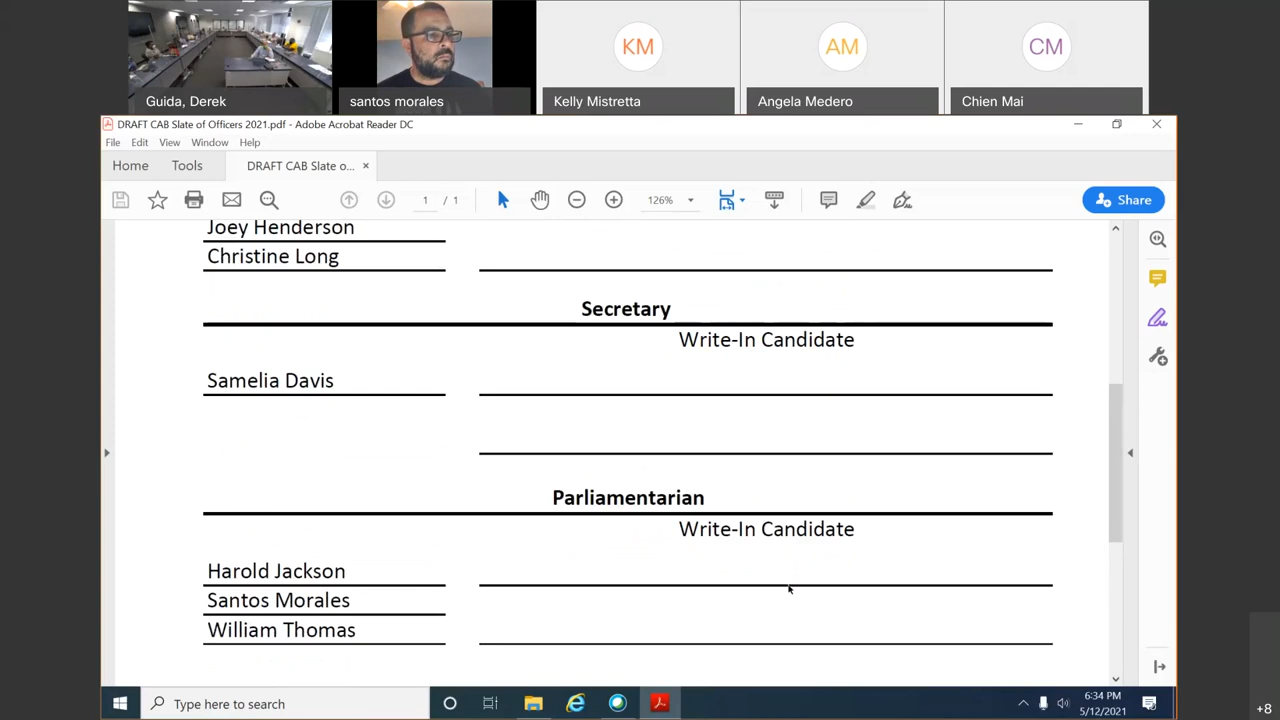 Guida, Derek
santos morales
KM
Kelly Mistretta
AM
Angela Medero
CM
Chien Mai
DRAFT CAB Slate of Officers 2021.pdf - Adobe Acrobat Reader DC
File Edit View Window Help
Home Tools DRAFT CAB Slate o... ×
1 / 1 126% Share
Joey Henderson
Christine Long
Secretary
Write-In Candidate
Samelia Davis
Parliamentarian
Write-In Candidate
Harold Jackson
Santos Morales
William Thomas
Type here to search
6:34 PM
5/12/2021
+8